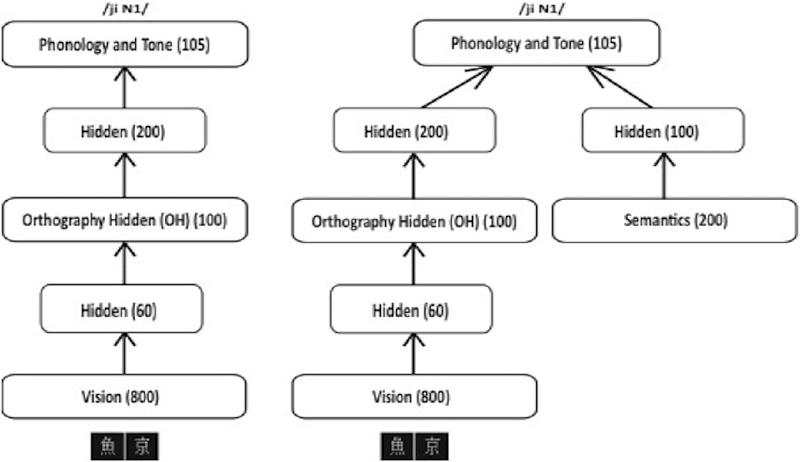 /ji N1/
Phonology and Tone (105)
Hidden (200)
Orthography Hidden (OH) (100)
Hidden (60)
Vision (800)
魚 京
/ji N1/
Phonology and Tone (105)
Hidden (200)
Hidden (100)
Orthography Hidden (OH) (100)
Semantics (200)
Hidden (60)
Vision (800)
魚 京